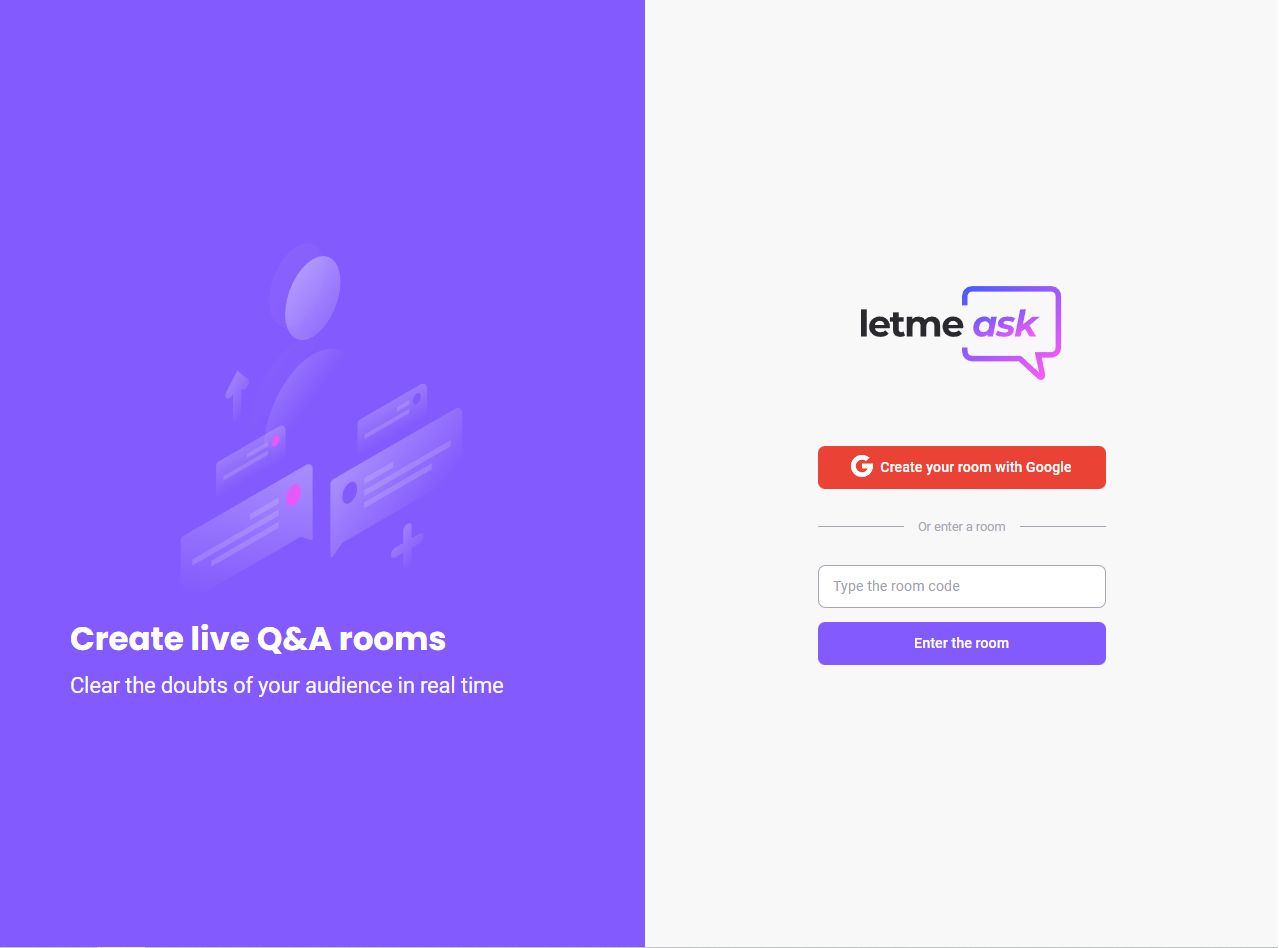 Create live Q&A rooms
Clear the doubts of your audience in real time
letme ask
Create your room with Google
Or enter a room
Type the room code
Enter the room